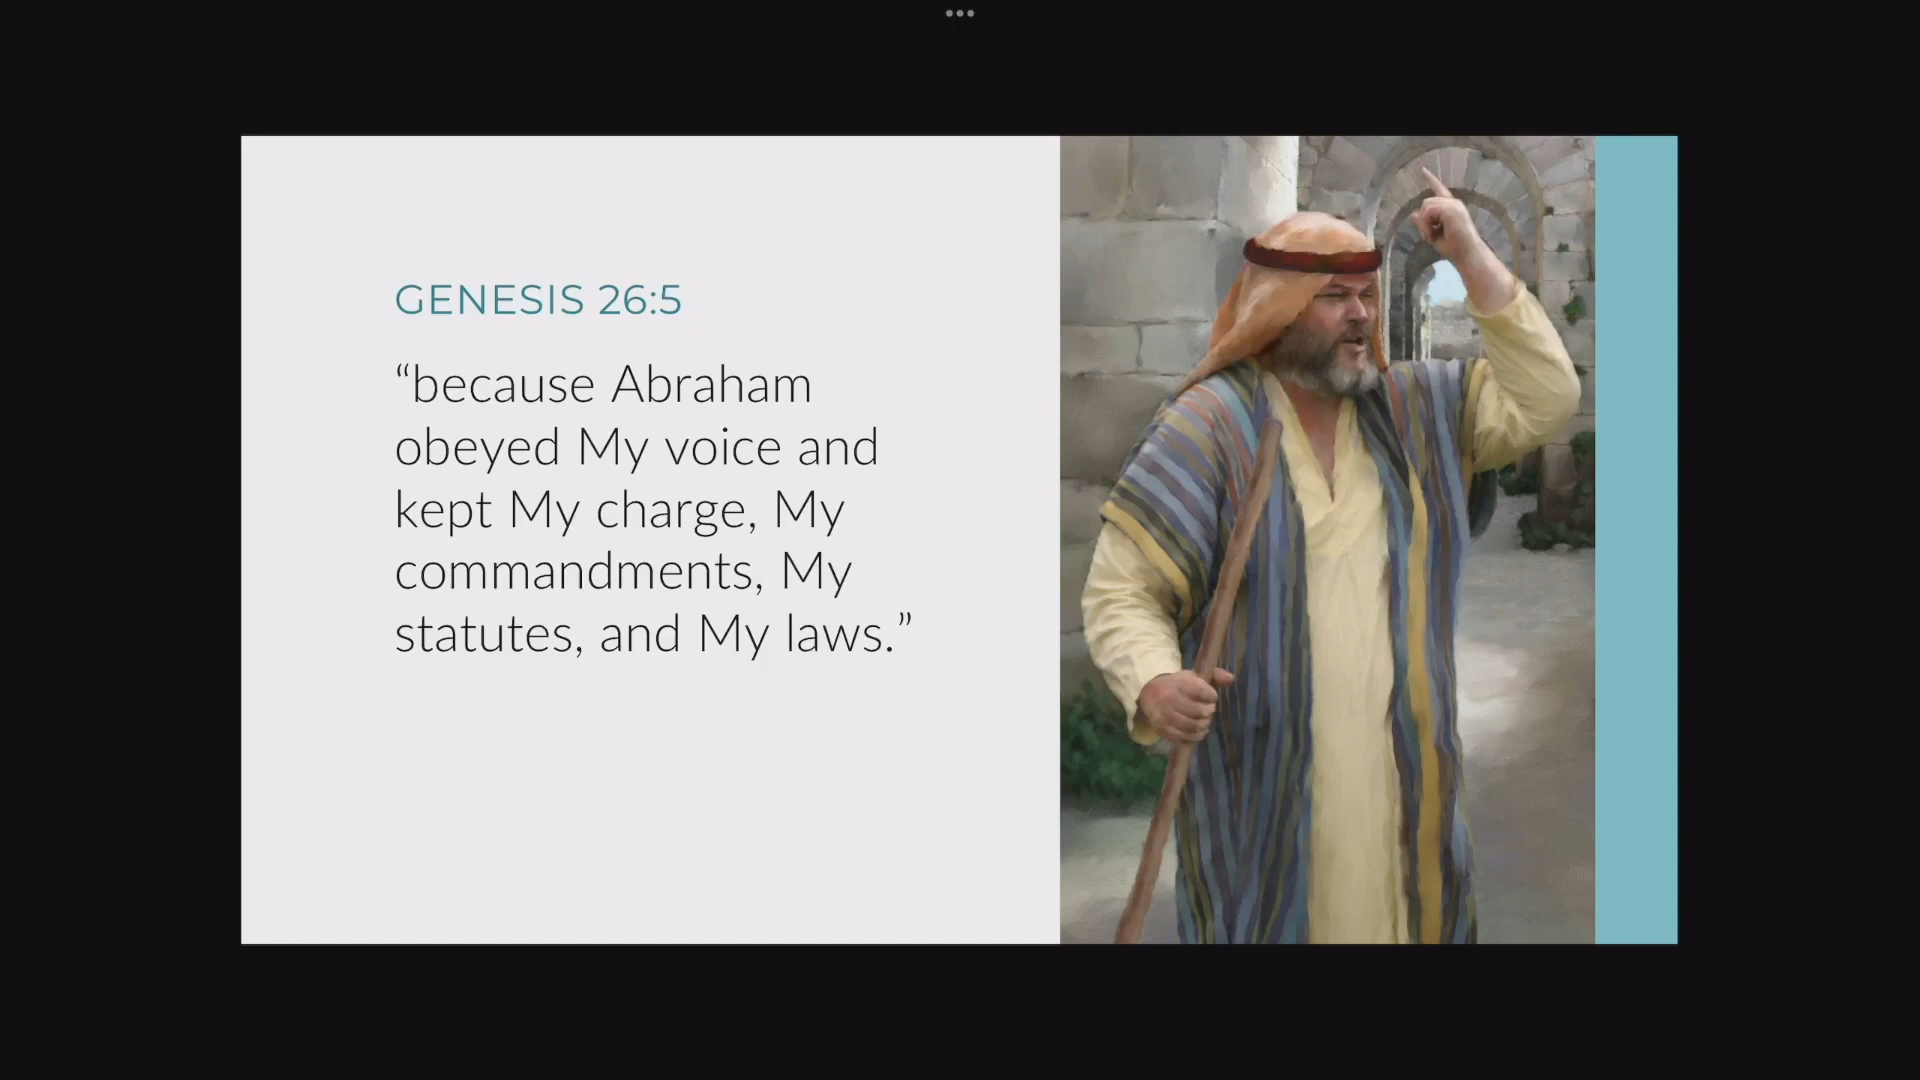 GENESIS 26:5
“because Abraham
obeyed My voice and
kept My charge, My
commandments, My
statutes, and My laws.”